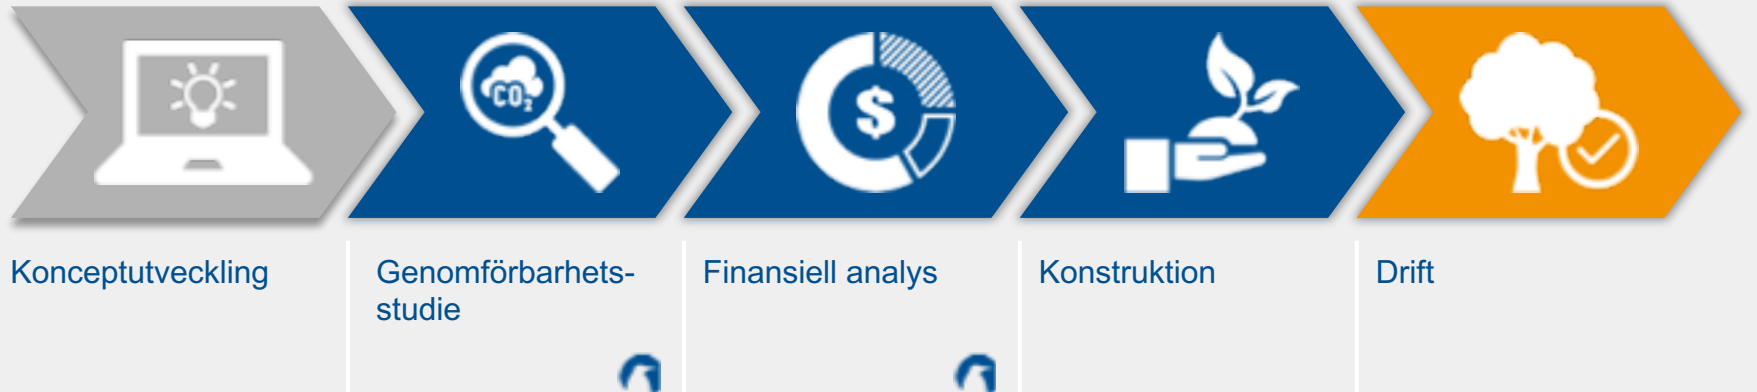 CO₂
$
Konceptutveckling
Genomförbarhets-
studie
Finansiell analys
Konstruktion
Drift